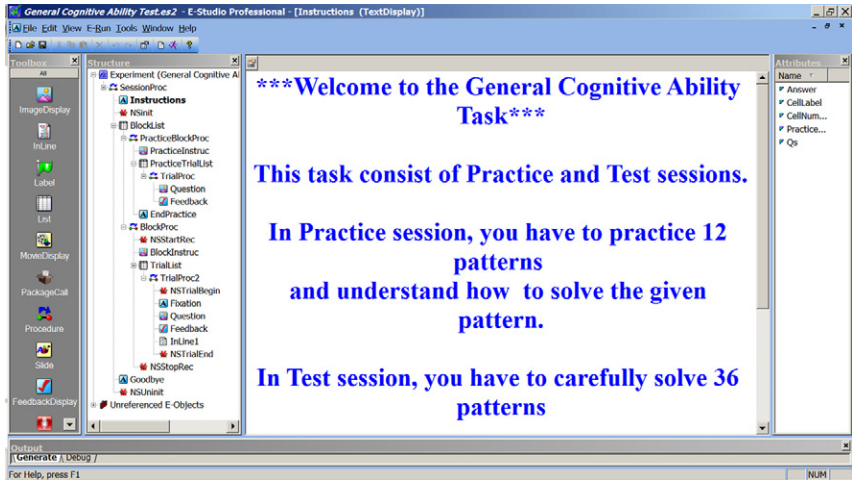 General Cognitive Ability Test.es2 - E-Studio Professional - [Instructions (TextDisplay)]
File Edit View E-Run Tools Window Help
Toolbox
All
ImageDisplay
InLine
Label
List
MovieDisplay
PackageCall
Procedure
Slide
FeedbackDisplay
Structure
Experiment (General Cognitive Al
SessionProc
Instructions
NSinit
BlockList
PracticeBlockProc
PracticeInstruc
PracticeTrialList
TrialProc
Question
Feedback
EndPractice
BlockProc
NSStartRec
BlockInstruc
TrialList
TrialProc2
NSTrialBegin
Fixation
Question
Feedback
InLine1
NSTrialEnd
NSStopRec
Goodbye
NSUninit
Unreferenced E-Objects
***Welcome to the General Cognitive Ability
Task***
This task consist of Practice and Test sessions.
In Practice session, you have to practice 12
patterns
and understand how to solve the given
pattern.
In Test session, you have to carefully solve 36
patterns
Attributes
Name
Answer
CellLabel
CellNum...
Practice...
Qs
Output
Generate / Debug /
For Help, press F1
NUM